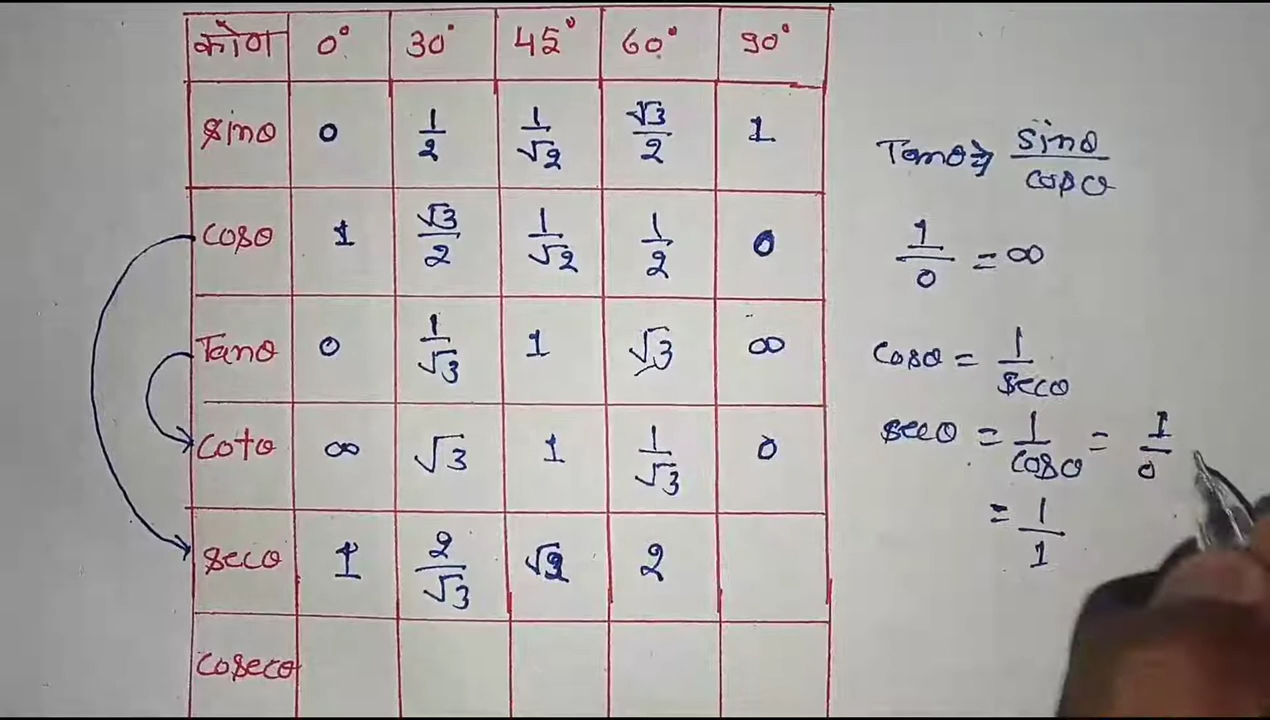 कोण 0° 30° 45° 60° 90°
sinθ 0 1/2 1/√2 √3/2 1
cosθ 1 √3/2 1/√2 1/2 0
Tanθ 0 1/√3 1 √3 ∞
cotθ ∞ √3 1 1/√3 0
secθ 1 2/√3 √2 2
cosecθ
Tanθ ⇒ sinθ/cosθ
1/0 = ∞
cosθ = 1/secθ
secθ = 1/cosθ = 1/0
= 1/1